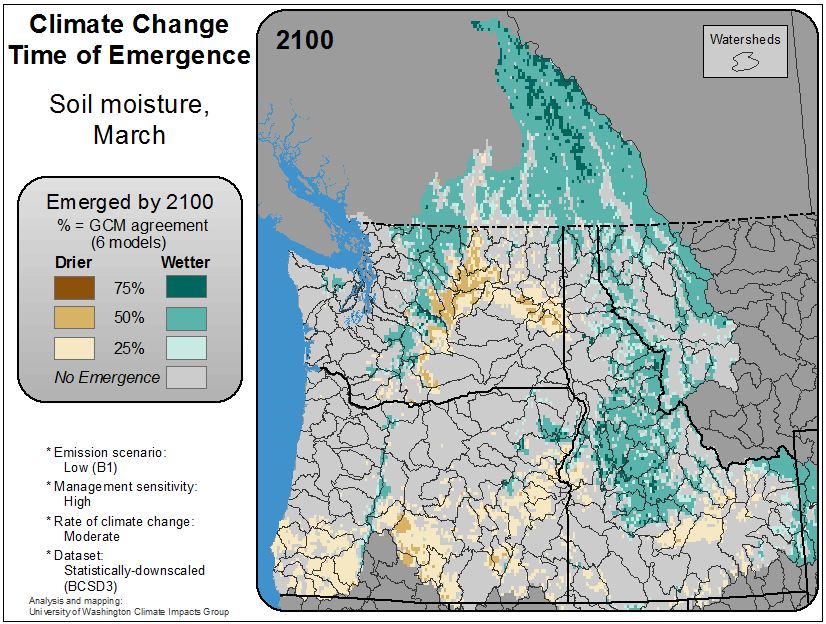 Climate Change
Time of Emergence
Soil moisture,
March
Emerged by 2100
% = GCM agreement
(6 models)
Drier Wetter
75%
50%
25%
No Emergence
* Emission scenario:
Low (B1)
* Management sensitivity:
High
* Rate of climate change:
Moderate
* Dataset:
Statistically-downscaled
(BCSD3)
Analysis and mapping:
University of Washington Climate Impacts Group
2100
Watersheds